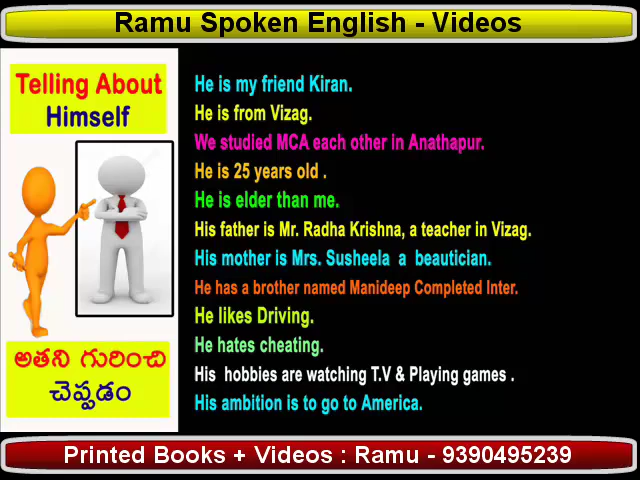 Ramu Spoken English - Videos
Telling About
Himself
అతని గురించి
చెప్పడం
He is my friend Kiran.
He is from Vizag.
We studied MCA each other in Anathapur.
He is 25 years old .
He is elder than me.
His father is Mr. Radha Krishna, a teacher in Vizag.
His mother is Mrs. Susheela a beautician.
He has a brother named Manideep Completed Inter.
He likes Driving.
He hates cheating.
His hobbies are watching T.V & Playing games .
His ambition is to go to America.
Printed Books + Videos : Ramu - 9390495239